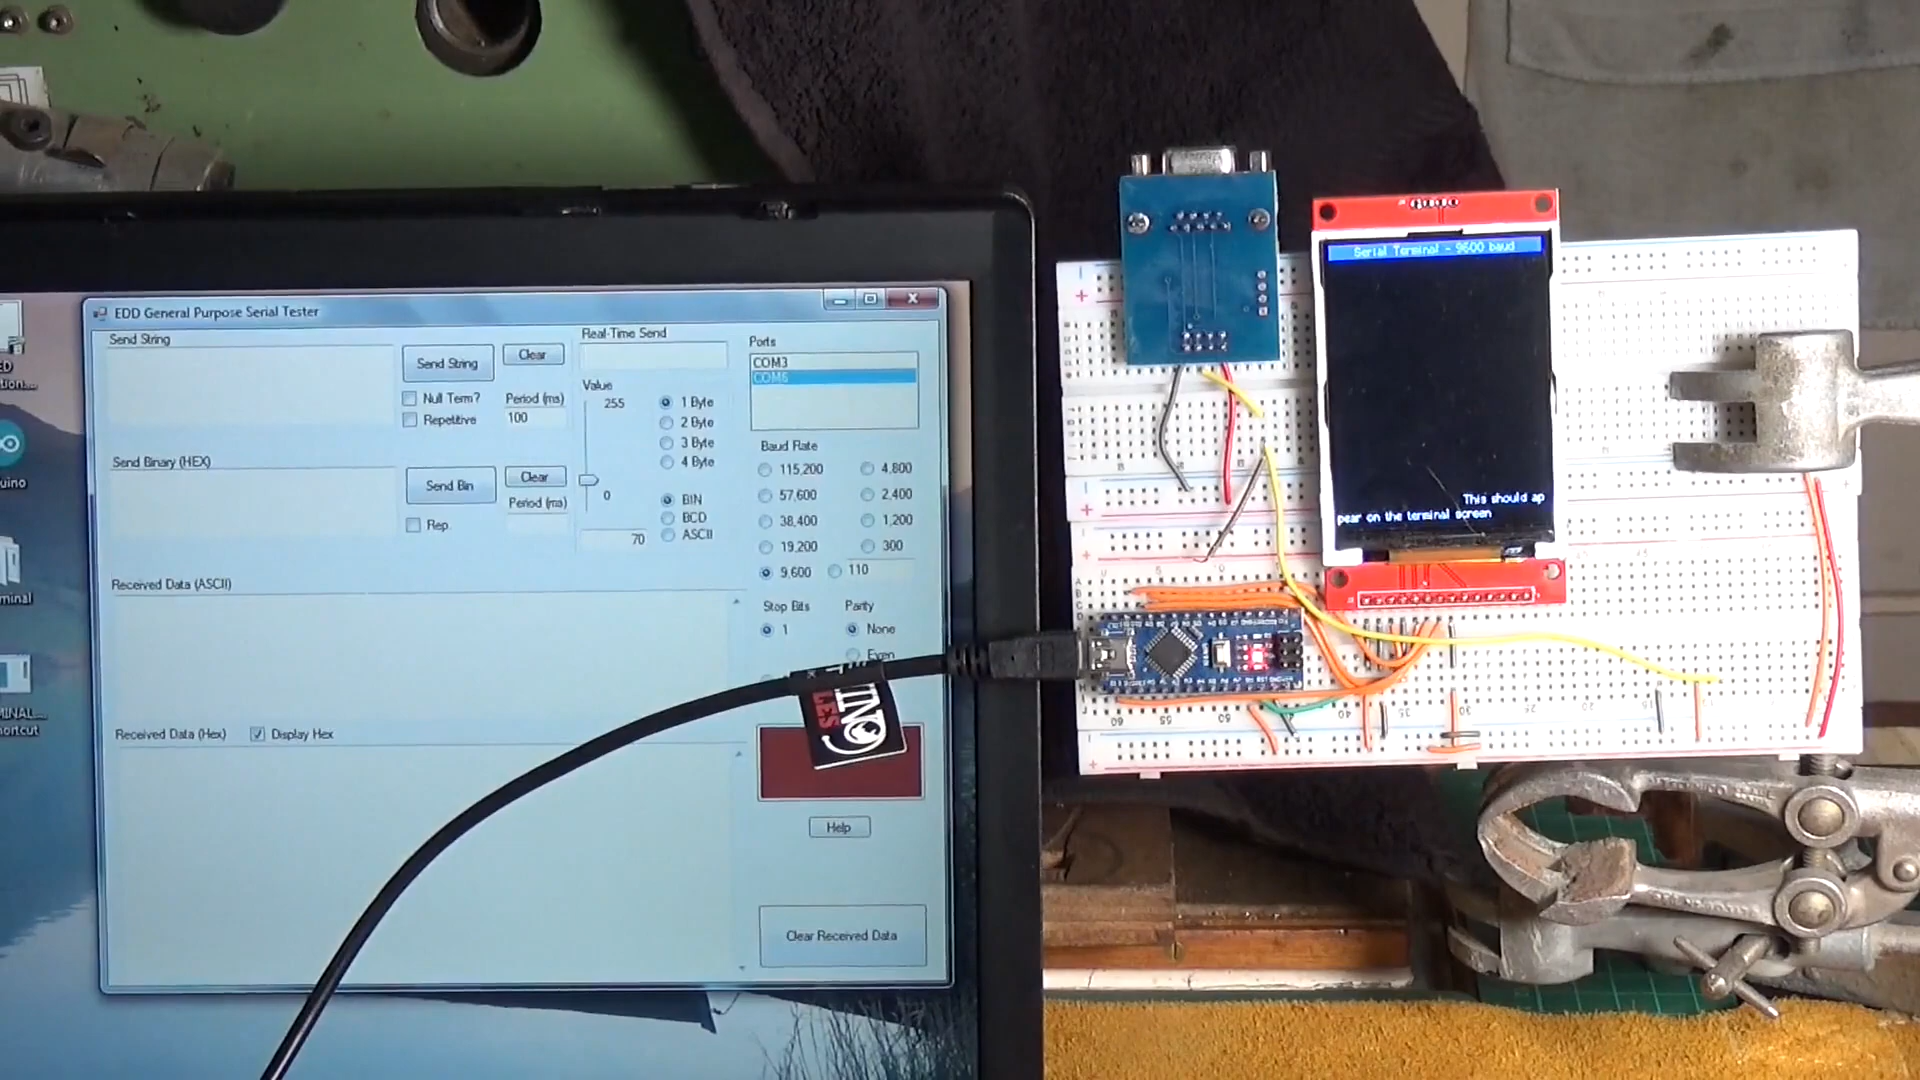 EDD General Purpose Serial Tester
Send String
Send String
Clear
Null Term?
Repetitive
Period (ms)
100
Send Binary (HEX)
Send Bin
Clear
Period (ms)
Rep.
Real-Time Send
Value
255
0
70
1 Byte
2 Byte
3 Byte
4 Byte
BIN
BCD
ASCII
Ports
COM3
COM6
Baud Rate
115,200
4,800
57,600
2,400
38,400
1,200
19,200
300
9,600
110
Stop Bits
Parity
1
None
Even
Received Data (ASCII)
Received Data (Hex)
Display Hex
Help
Clear Received Data
Serial Terminal - 9600 baud
This should ap
pear on the terminal screen